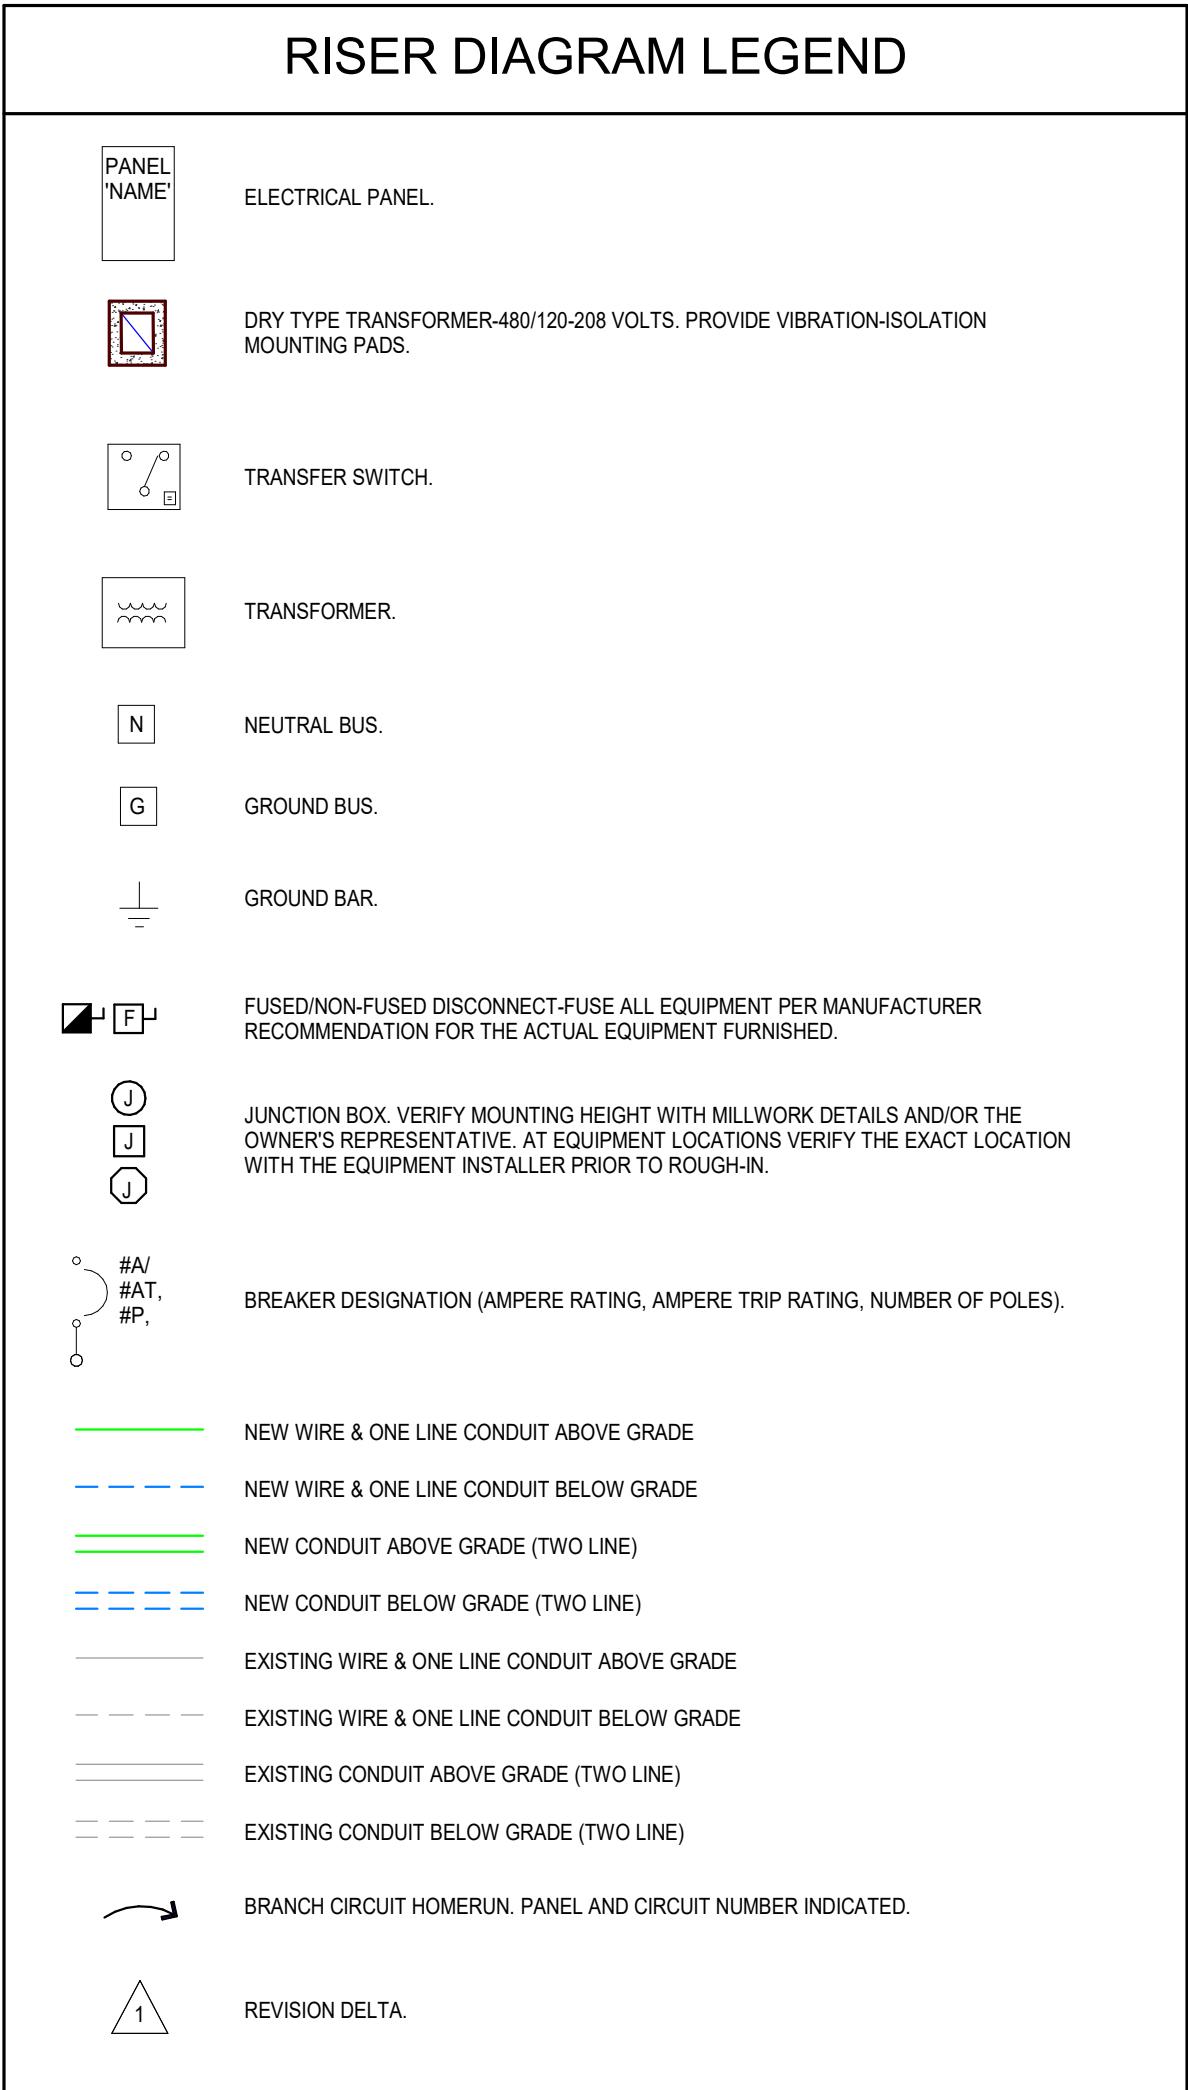 RISER DIAGRAM LEGEND
PANEL
'NAME'
ELECTRICAL PANEL.
DRY TYPE TRANSFORMER-480/120-208 VOLTS. PROVIDE VIBRATION-ISOLATION
MOUNTING PADS.
TRANSFER SWITCH.
TRANSFORMER.
N
NEUTRAL BUS.
G
GROUND BUS.
GROUND BAR.
F
FUSED/NON-FUSED DISCONNECT-FUSE ALL EQUIPMENT PER MANUFACTURER
RECOMMENDATION FOR THE ACTUAL EQUIPMENT FURNISHED.
J
J
J
JUNCTION BOX. VERIFY MOUNTING HEIGHT WITH MILLWORK DETAILS AND/OR THE
OWNER'S REPRESENTATIVE. AT EQUIPMENT LOCATIONS VERIFY THE EXACT LOCATION
WITH THE EQUIPMENT INSTALLER PRIOR TO ROUGH-IN.
#A/
#AT,
#P,
BREAKER DESIGNATION (AMPERE RATING, AMPERE TRIP RATING, NUMBER OF POLES).
NEW WIRE & ONE LINE CONDUIT ABOVE GRADE
NEW WIRE & ONE LINE CONDUIT BELOW GRADE
NEW CONDUIT ABOVE GRADE (TWO LINE)
NEW CONDUIT BELOW GRADE (TWO LINE)
EXISTING WIRE & ONE LINE CONDUIT ABOVE GRADE
EXISTING WIRE & ONE LINE CONDUIT BELOW GRADE
EXISTING CONDUIT ABOVE GRADE (TWO LINE)
EXISTING CONDUIT BELOW GRADE (TWO LINE)
BRANCH CIRCUIT HOMERUN. PANEL AND CIRCUIT NUMBER INDICATED.
1
REVISION DELTA.